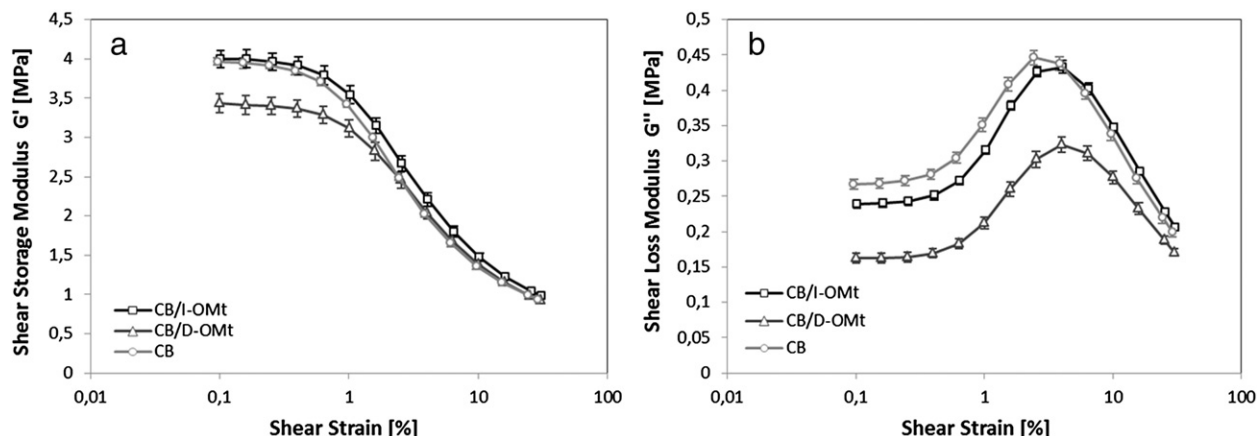 a
Shear Storage Modulus G' [MPa]
4,5
4
3,5
3
2,5
2
1,5
1
0,5
0
CB/I-OMt
CB/D-OMt
CB
0,01
0,1
1
10
100
Shear Strain [%]
b
Shear Loss Modulus G'' [MPa]
0,5
0,45
0,4
0,35
0,3
0,25
0,2
0,15
0,1
0,05
0
CB/I-OMt
CB/D-OMt
CB
0,01
0,1
1
10
100
Shear Strain [%]